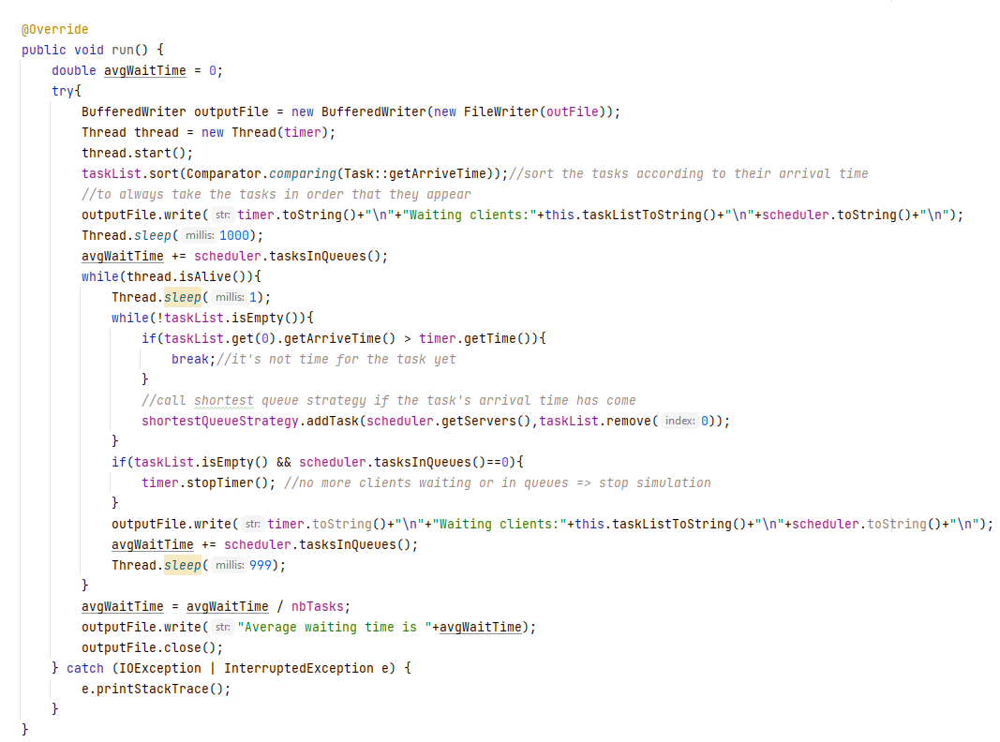 @Override
public void run() {
    double avgWaitTime = 0;
    try{
        BufferedWriter outputFile = new BufferedWriter(new FileWriter(outFile));
        Thread thread = new Thread(timer);
        thread.start();
        taskList.sort(Comparator.comparing(Task::getArriveTime));//sort the tasks according to their arrival time
        //to always take the tasks in order that they appear
        outputFile.write( str: timer.toString()+"\n"+"Waiting clients:"+this.taskListToString()+"\n"+scheduler.toString()+"\n");
        Thread.sleep( millis: 1000);
        avgWaitTime += scheduler.tasksInQueues();
        while(thread.isAlive()){
            Thread.sleep( millis: 1);
            while(!taskList.isEmpty()){
                if(taskList.get(0).getArriveTime() > timer.getTime()){
                    break;//it's not time for the task yet
                }
                //call shortest queue strategy if the task's arrival time has come
                shortestQueueStrategy.addTask(scheduler.getServers(),taskList.remove( index: 0));
            }
            if(taskList.isEmpty() && scheduler.tasksInQueues()==0){
                timer.stopTimer(); //no more clients waiting or in queues => stop simulation
            }
            outputFile.write( str: timer.toString()+"\n"+"Waiting clients:"+this.taskListToString()+"\n"+scheduler.toString()+"\n");
            avgWaitTime += scheduler.tasksInQueues();
            Thread.sleep( millis: 999);
        }
        avgWaitTime = avgWaitTime / nbTasks;
        outputFile.write( str: "Average waiting time is "+avgWaitTime);
        outputFile.close();
    } catch (IOException | InterruptedException e) {
        e.printStackTrace();
    }
}